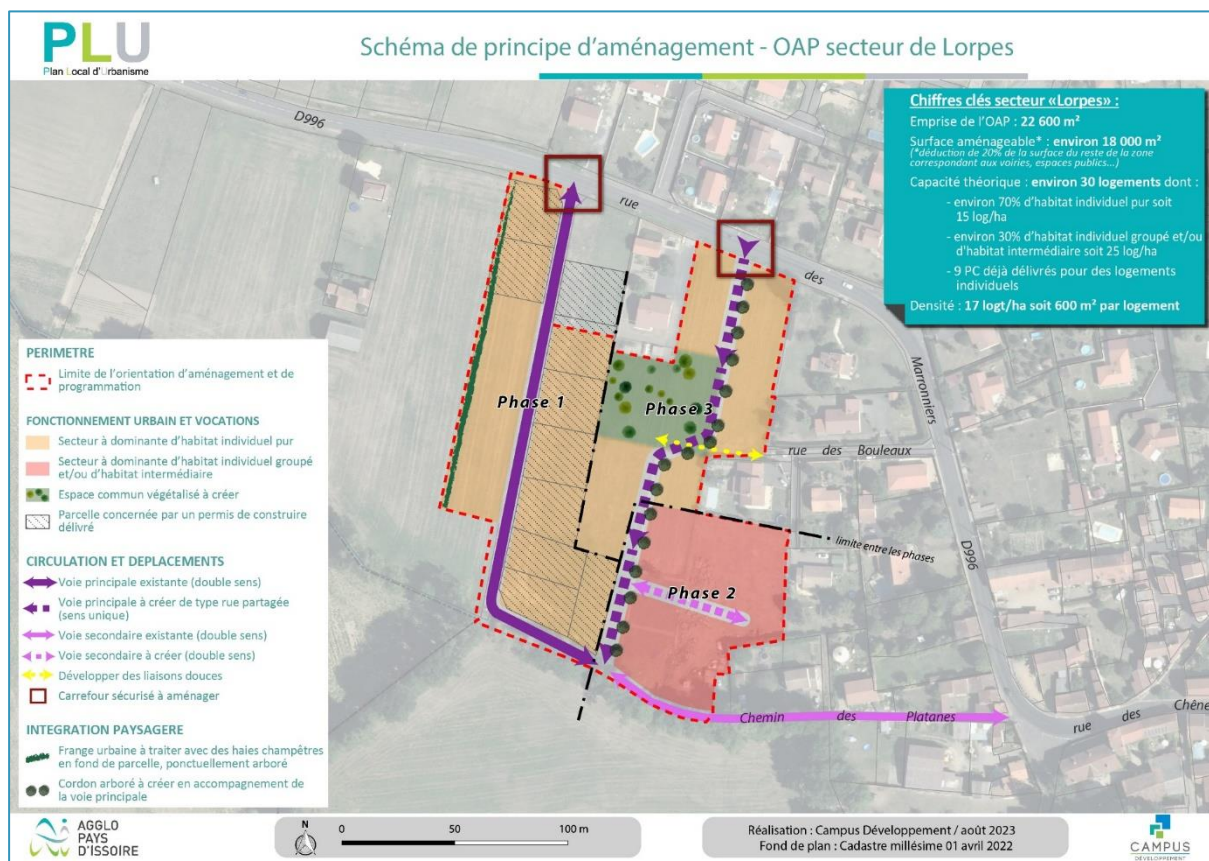 PLU
Plan Local d'Urbanisme
Schéma de principe d'aménagement - OAP secteur de Lorpes
Chiffres clés secteur «Lorpes» :
Emprise de l'OAP : 22 600 m²
Surface aménageable* : environ 18 000 m²
(*déduction de 20% de la surface du reste de la zone
correspondant aux voiries, espaces publics...)
Capacité théorique : environ 30 logements dont :
- environ 70% d'habitat individuel pur soit
15 log/ha
- environ 30% d'habitat individuel groupé et/ou
d'habitat intermédiaire soit 25 log/ha
- 9 PC déjà délivrés pour des logements
individuels
Densité : 17 logt/ha soit 600 m² par logement
D996
rue
des
Marronniers
Phase 1
Phase 3
rue des Bouleaux
D996
limite entre les phases
Phase 2
Chemin des Platanes
rue des Chêne
PERIMETRE
Limite de l'orientation d'aménagement et de
programmation
FONCTIONNEMENT URBAIN ET VOCATIONS
Secteur à dominante d'habitat individuel pur
Secteur à dominante d'habitat individuel groupé
et/ou d'habitat intermédiaire
Espace commun végétalisé à créer
Parcelle concernée par un permis de construire
délivré
CIRCULATION ET DEPLACEMENTS
Voie principale existante (double sens)
Voie principale à créer de type rue partagée
(sens unique)
Voie secondaire existante (double sens)
Voie secondaire à créer (double sens)
Développer des liaisons douces
Carrefour sécurisé à aménager
INTEGRATION PAYSAGERE
Frange urbaine à traiter avec des haies champêtres
en fond de parcelle, ponctuellement arboré
Cordon arboré à créer en accompagnement de
la voie principale
AGGLO
PAYS
D'ISSOIRE
N
0 50 100 m
Réalisation : Campus Développement / août 2023
Fond de plan : Cadastre millésime 01 avril 2022
CAMPUS
DÉVELOPPEMENT